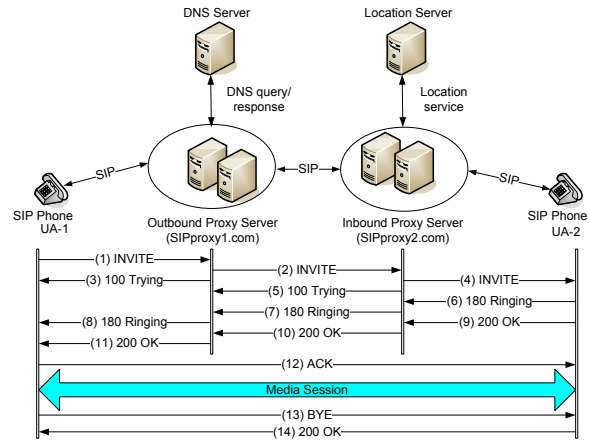 DNS Server
Location Server
DNS query/
response
Location
service
SIP
SIP
SIP
SIP Phone
UA-1
Outbound Proxy Server
(SIPproxy1.com)
Inbound Proxy Server
(SIPproxy2.com)
SIP Phone
UA-2
(1) INVITE
(2) INVITE
(3) 100 Trying
(4) INVITE
(5) 100 Trying
(6) 180 Ringing
(7) 180 Ringing
(8) 180 Ringing
(9) 200 OK
(10) 200 OK
(11) 200 OK
(12) ACK
Media Session
(13) BYE
(14) 200 OK